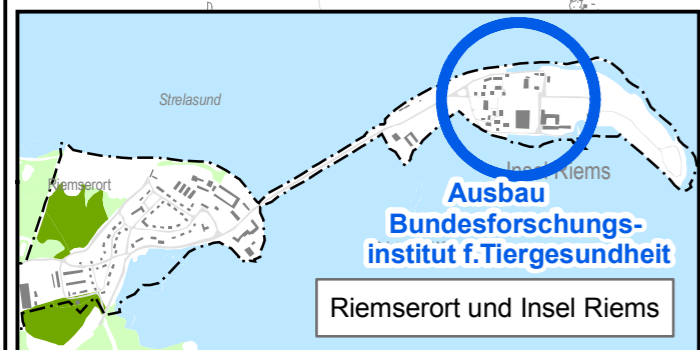 Strelasund
Riemserort
Insel Riems
Ausbau
Bundesforschungs-
institut f.Tiergesundheit
Riemserort und Insel Riems